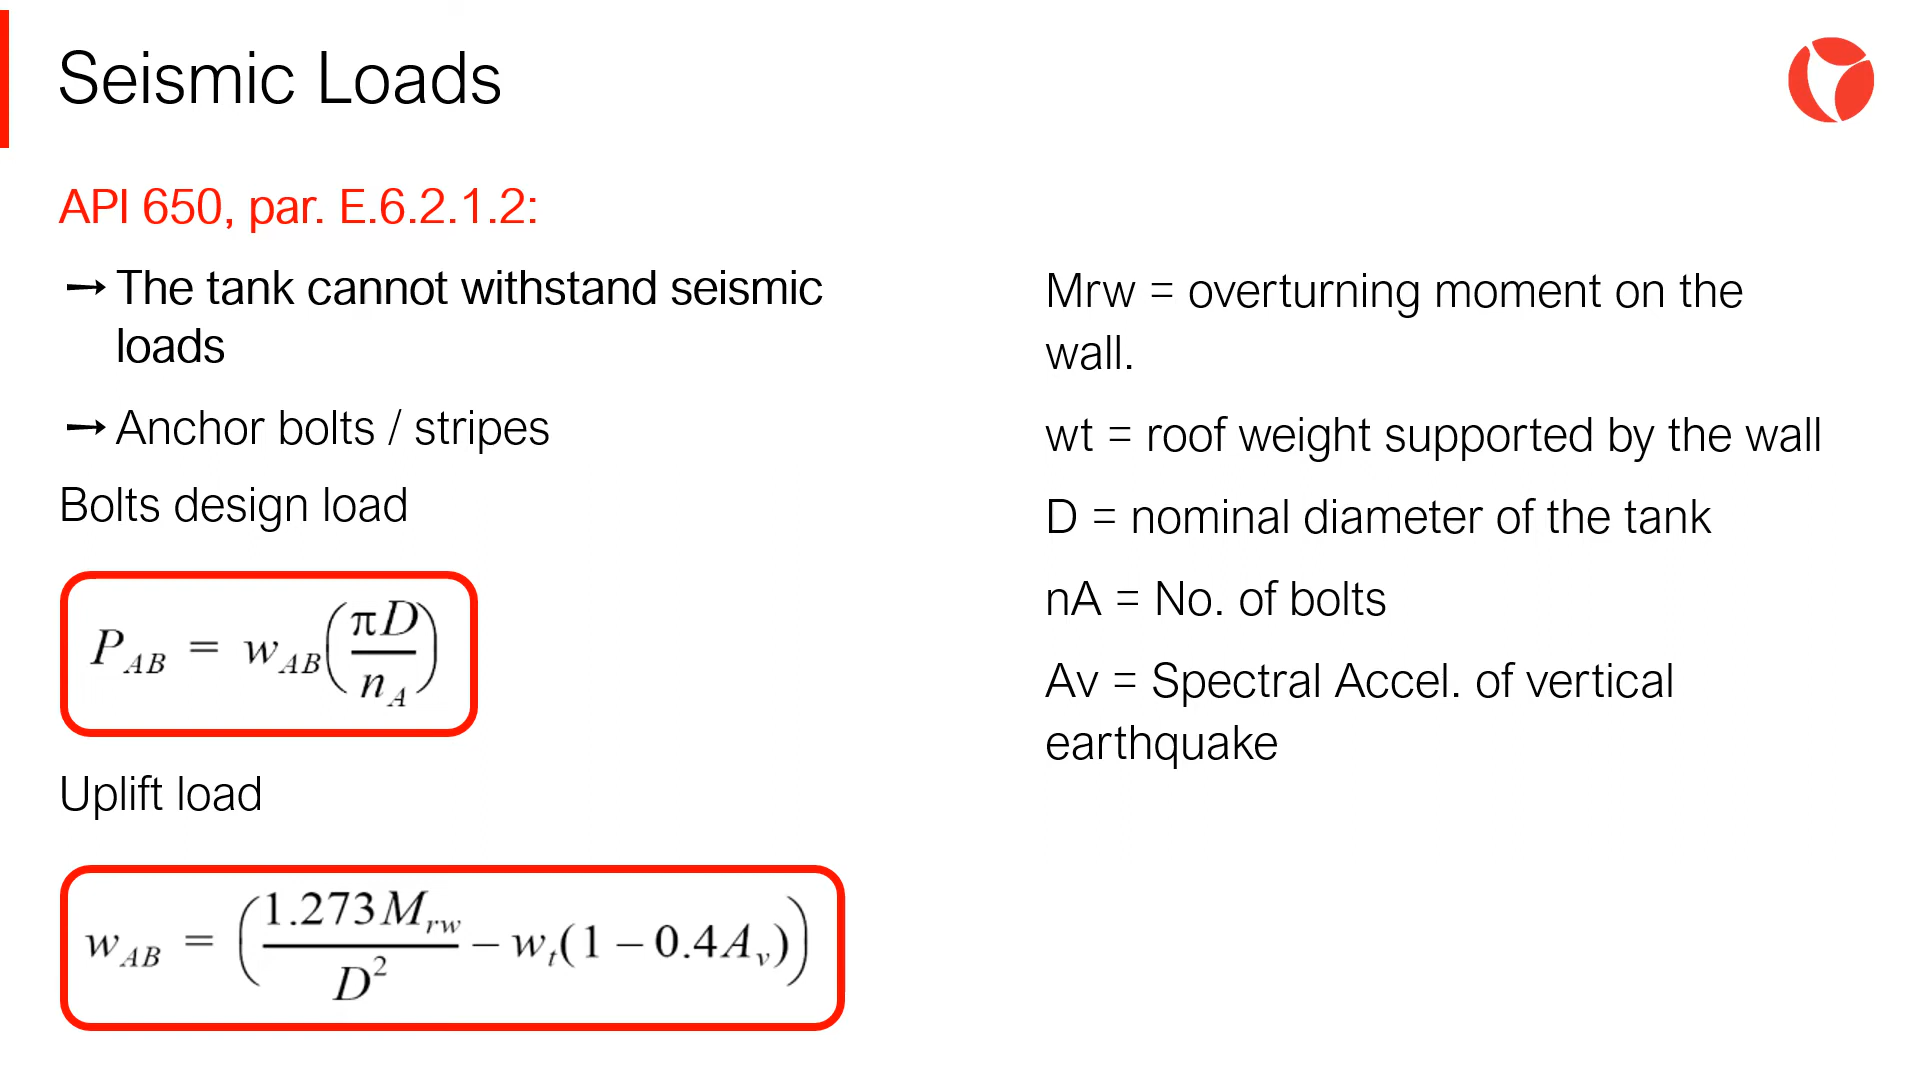 Seismic Loads
API 650, par. E.6.2.1.2:
→ The tank cannot withstand seismic
loads
→ Anchor bolts / stripes
Bolts design load
P_AB = w_AB(πD/n_A)
Uplift load
w_AB = (1.273M_rw/D² − w_t(1 − 0.4A_v))
Mrw = overturning moment on the
wall.
wt = roof weight supported by the wall
D = nominal diameter of the tank
nA = No. of bolts
Av = Spectral Accel. of vertical
earthquake